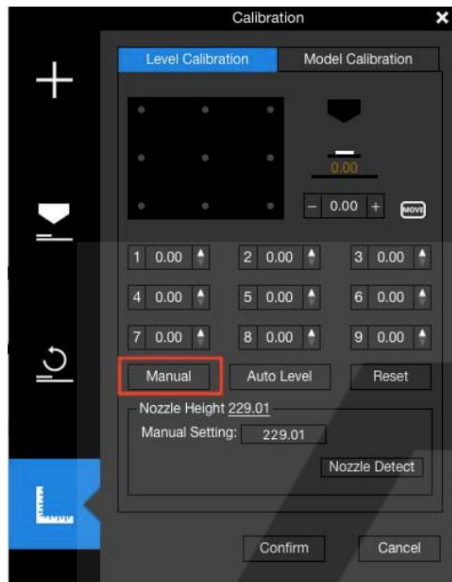 Calibration
Level Calibration Model Calibration
0.00
- 0.00 + MOVE
1 0.00 2 0.00 3 0.00
4 0.00 5 0.00 6 0.00
7 0.00 8 0.00 9 0.00
Manual Auto Level Reset
Nozzle Height 229.01
Manual Setting: 229.01
Nozzle Detect
Confirm Cancel